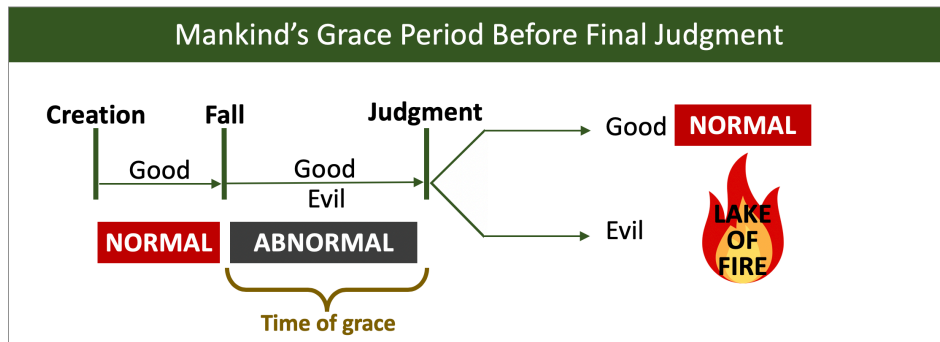 Mankind’s Grace Period Before Final Judgment
Creation
Fall
Judgment
Good
Good
Evil
NORMAL
ABNORMAL
Time of grace
Good
NORMAL
Evil
LAKE
OF
FIRE